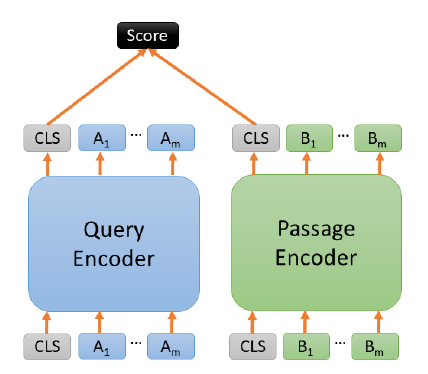 Score
CLS A1 ... Am CLS B1 ... Bm
Query Encoder Passage Encoder
CLS A1 ... Am CLS B1 ... Bm